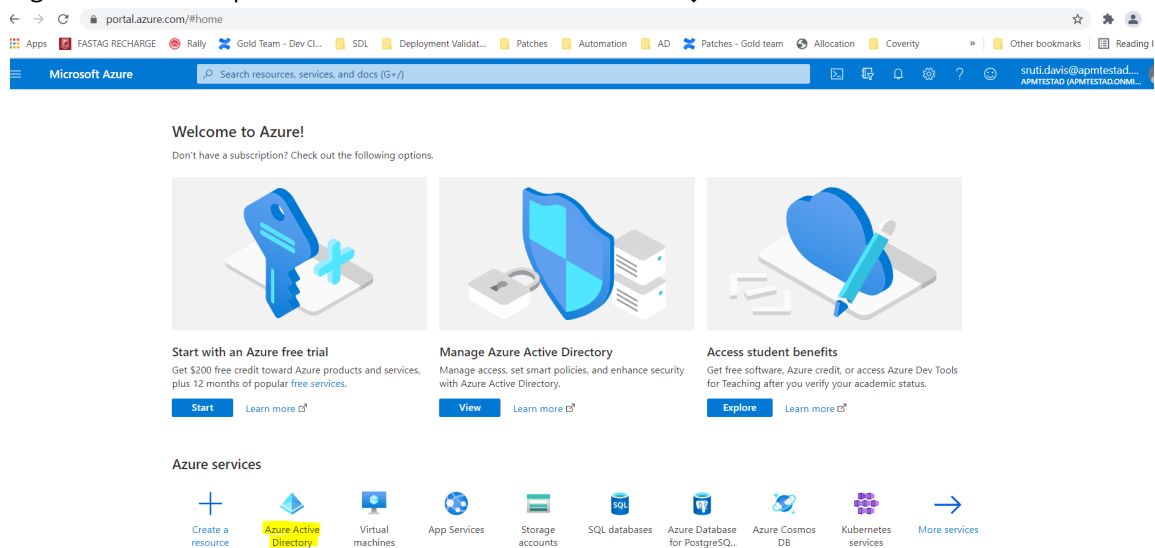 portal.azure.com/#home
Apps FASTAG RECHARGE Rally Gold Team - Dev Cl... SDL Deployment Validat... Patches Automation AD Patches - Gold team Allocation Coverity » Other bookmarks Reading l
Microsoft Azure Search resources, services, and docs (G+/) sruti.davis@apmtestad....
APMTESTAD (APMTESTAD.ONMI...
Welcome to Azure!
Don't have a subscription? Check out the following options.
Start with an Azure free trial
Get $200 free credit toward Azure products and services,
plus 12 months of popular free services.
Start Learn more
Manage Azure Active Directory
Manage access, set smart policies, and enhance security
with Azure Active Directory.
View Learn more
Access student benefits
Get free software, Azure credit, or access Azure Dev Tools
for Teaching after you verify your academic status.
Explore Learn more
Azure services
Create a
resource
Azure Active
Directory
Virtual
machines
App Services
Storage
accounts
SQL
SQL databases
Azure Database
for PostgreSQ...
Azure Cosmos
DB
Kubernetes
services
More services